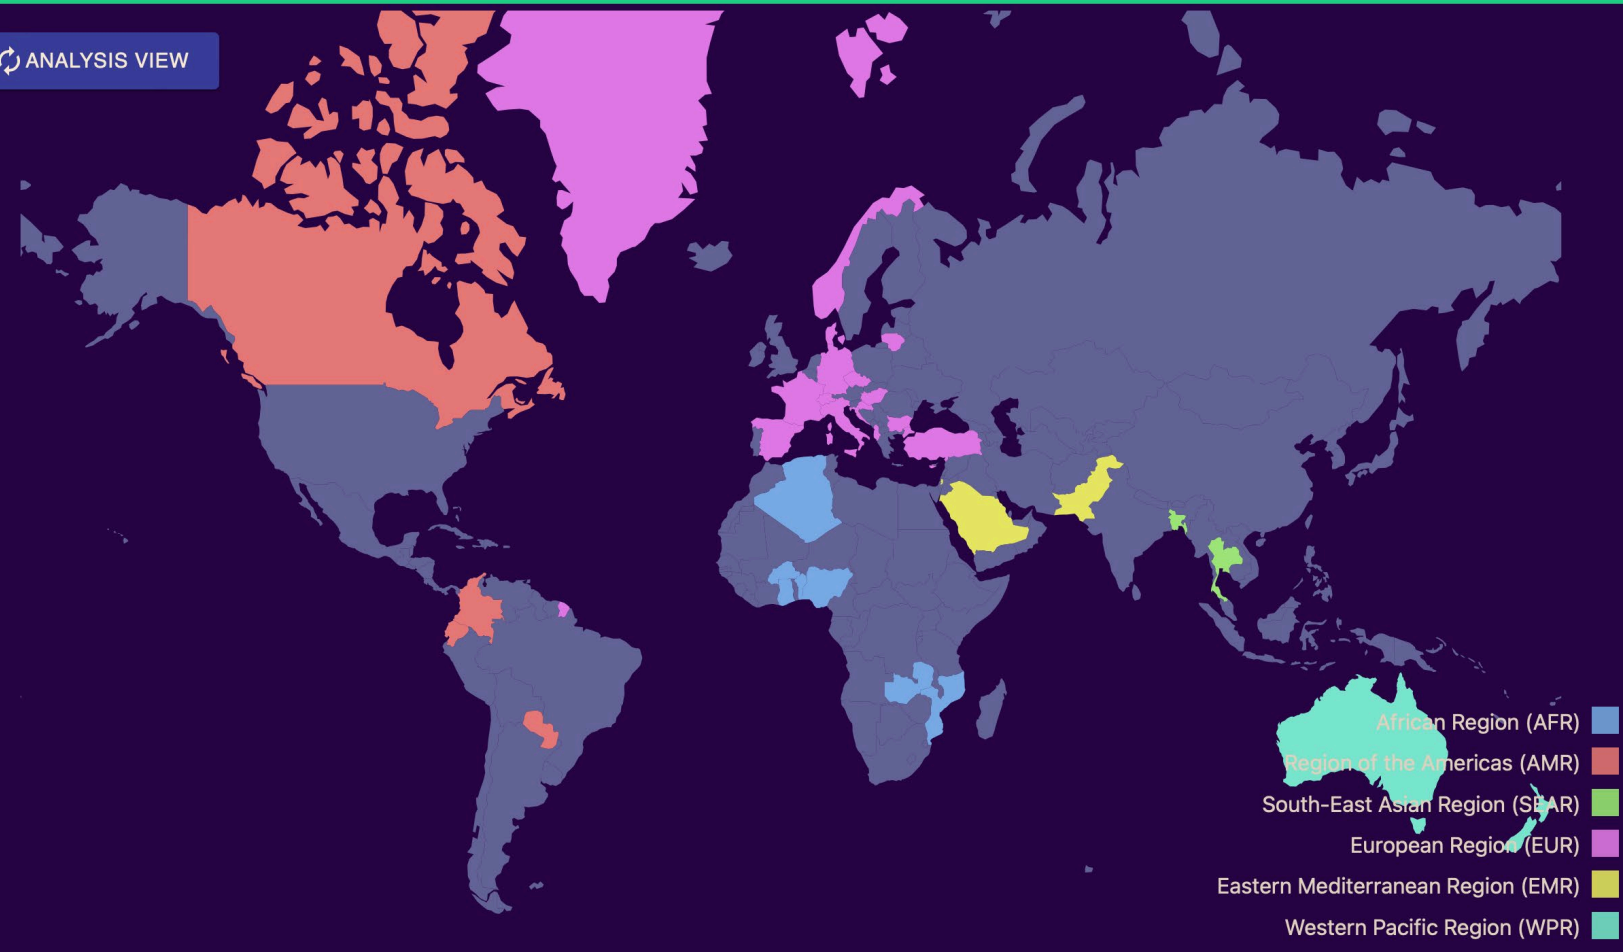 ANALYSIS VIEW
African Region (AFR)
Region of the Americas (AMR)
South-East Asian Region (SEAR)
European Region (EUR)
Eastern Mediterranean Region (EMR)
Western Pacific Region (WPR)